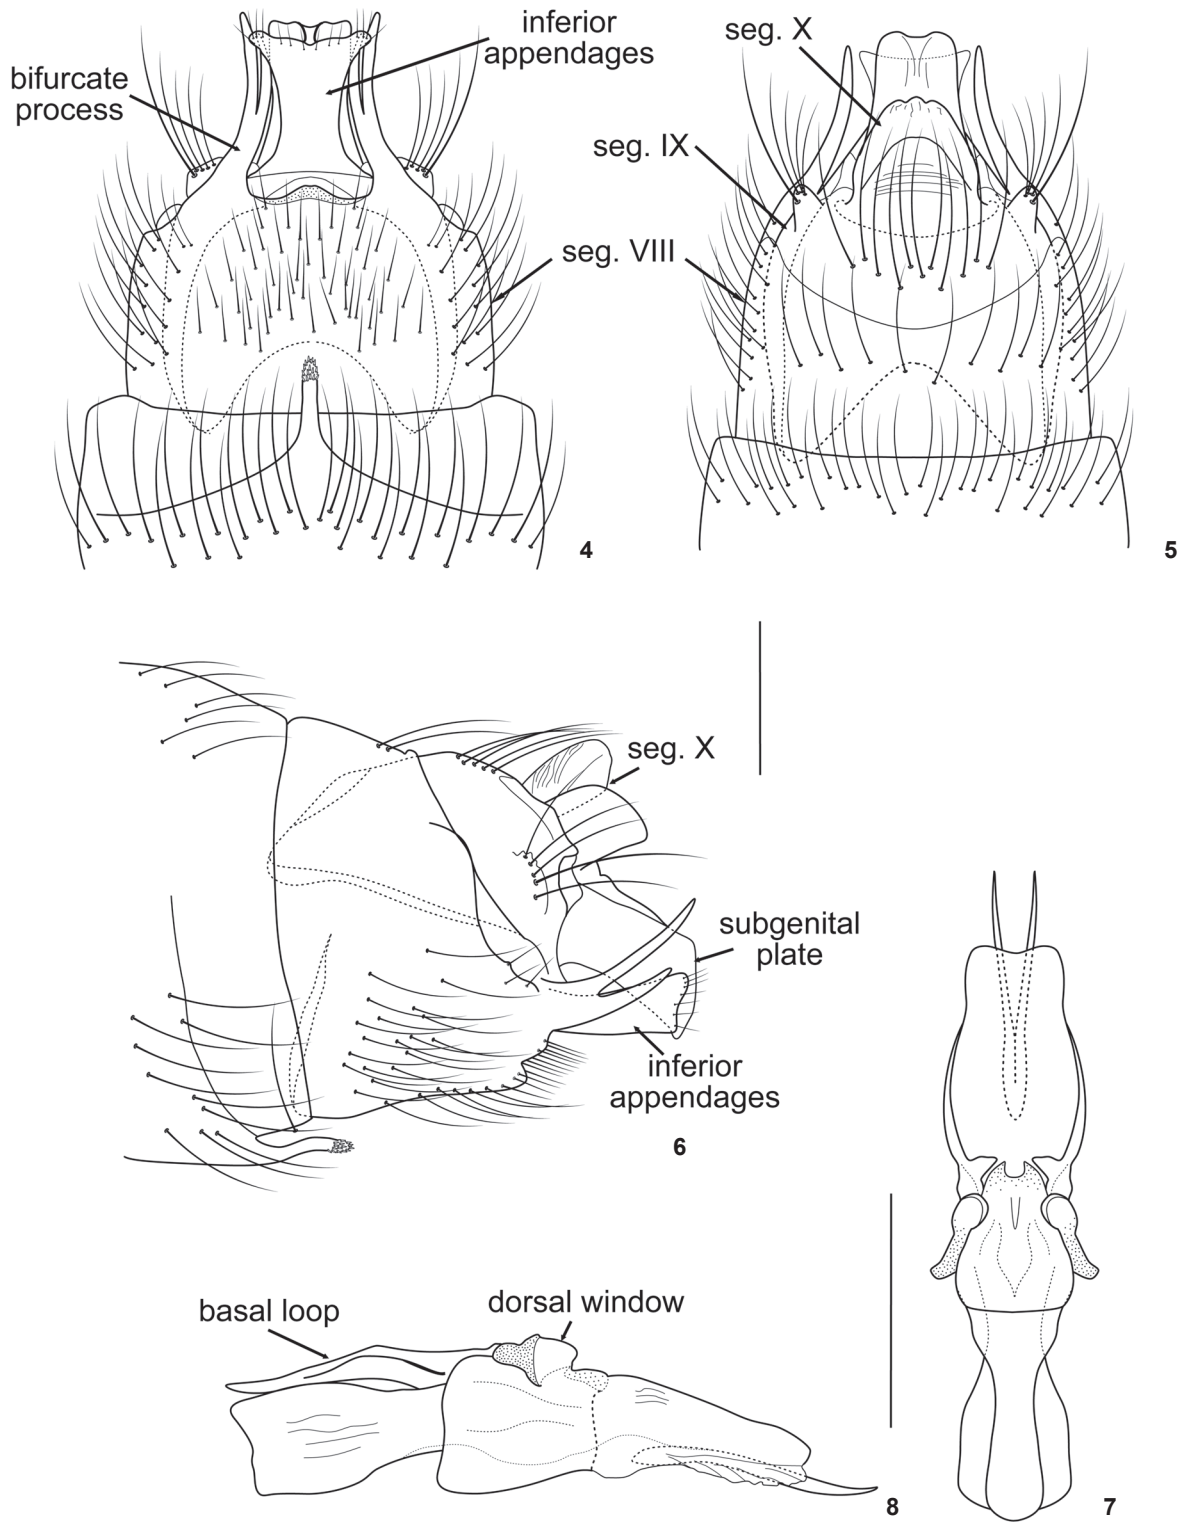 inferior
appendages
bifurcate
process
seg. VIII
4
seg. X
seg. IX
5
seg. X
subgenital
plate
inferior
appendages
6
basal loop
dorsal window
8
7